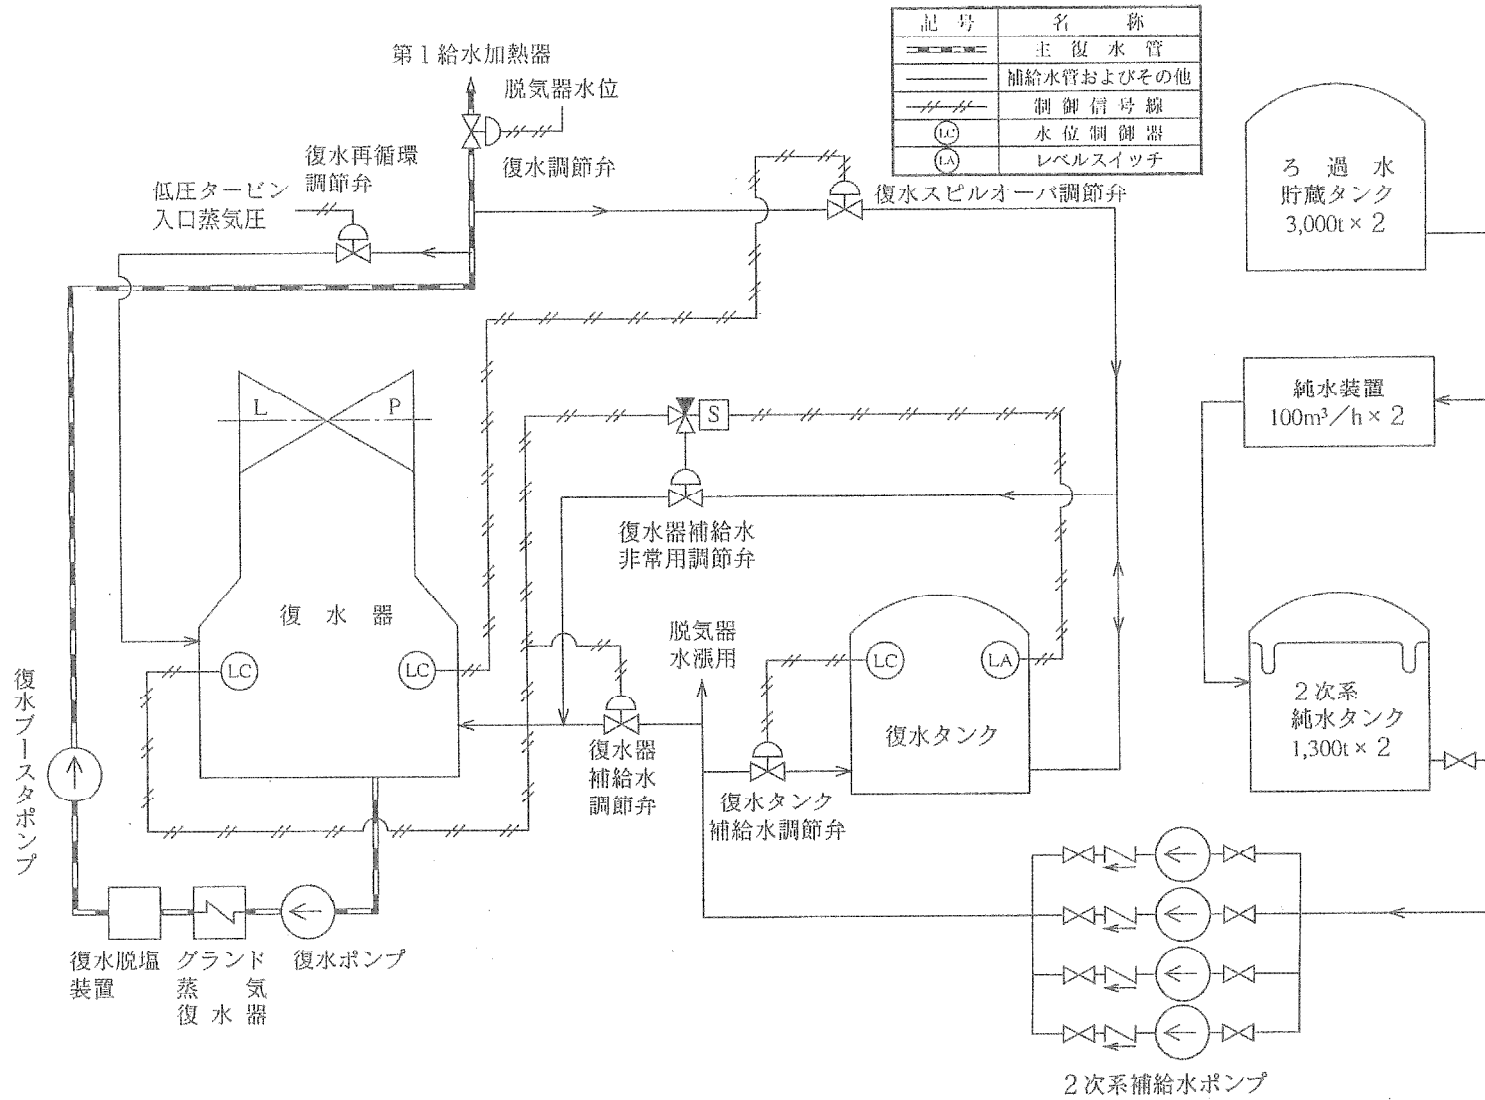 記号 名称
主復水管
補給水管およびその他
制御信号線
LC 水位制御器
LA レベルスイッチ
第1給水加熱器
脱気器水位
復水調節弁
復水再循環
調節弁
低圧タービン
入口蒸気圧
復水スピルオーバ調節弁
ろ過水
貯蔵タンク
3,000t×2
純水装置
100m³/h×2
L P
S
復水器補給水
非常用調節弁
復水器
LC
LC
脱気器
水漲用
LC
LA
復水タンク
2次系
純水タンク
1,300t×2
復水ブースタポンプ
復水器
補給水
調節弁
復水タンク
補給水調節弁
復水脱塩
装置
グランド
蒸気
復水器
復水ポンプ
2次系補給水ポンプ